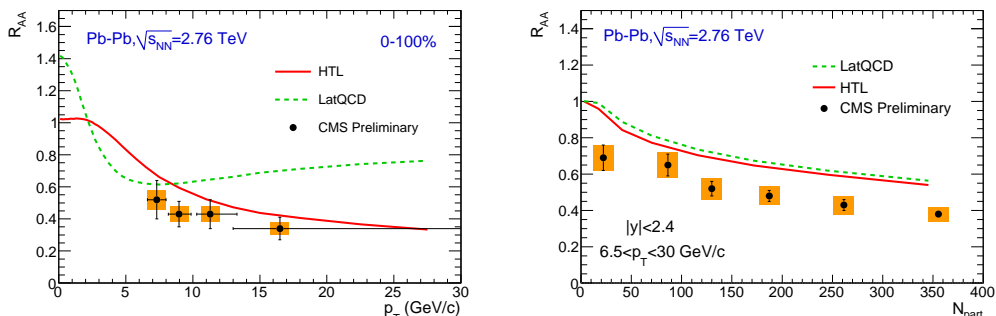 R_AA
1.6
1.4
1.2
1
0.8
0.6
0.4
0.2
0
Pb-Pb,√s_NN=2.76 TeV
0-100%
HTL
LatQCD
CMS Preliminary
0 5 10 15 20 25 30
p_T (GeV/c)
R_AA
1.4
1.2
1
0.8
0.6
0.4
0.2
0
Pb-Pb,√s_NN=2.76 TeV
LatQCD
HTL
CMS Preliminary
|y|<2.4
6.5<p_T<30 GeV/c
0 50 100 150 200 250 300 350 400
N_part